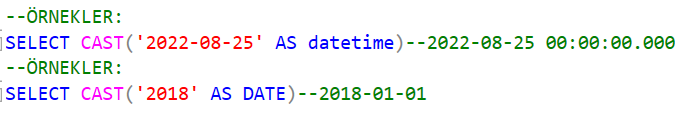 --ÖRNEKLER:
SELECT CAST('2022-08-25' AS datetime)--2022-08-25 00:00:00.000
--ÖRNEKLER:
SELECT CAST('2018' AS DATE)--2018-01-01